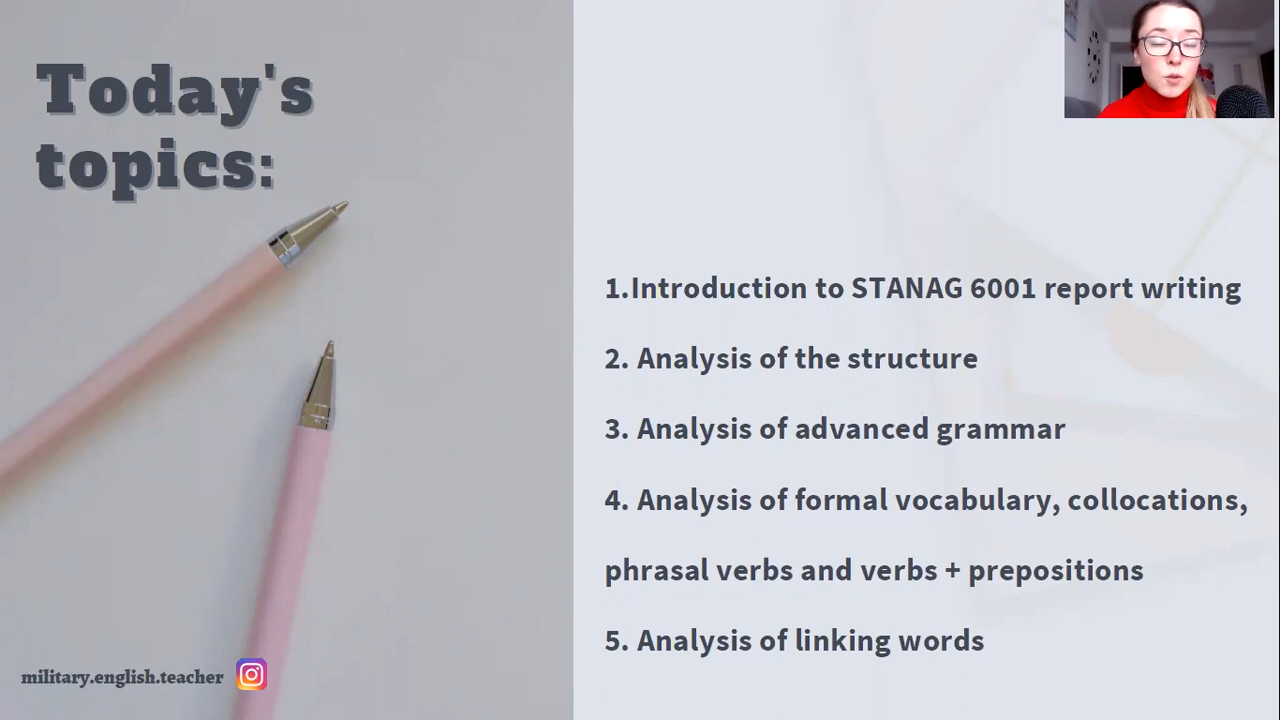 Today's
topics:
1.Introduction to STANAG 6001 report writing
2. Analysis of the structure
3. Analysis of advanced grammar
4. Analysis of formal vocabulary, collocations,
phrasal verbs and verbs + prepositions
5. Analysis of linking words
military.english.teacher